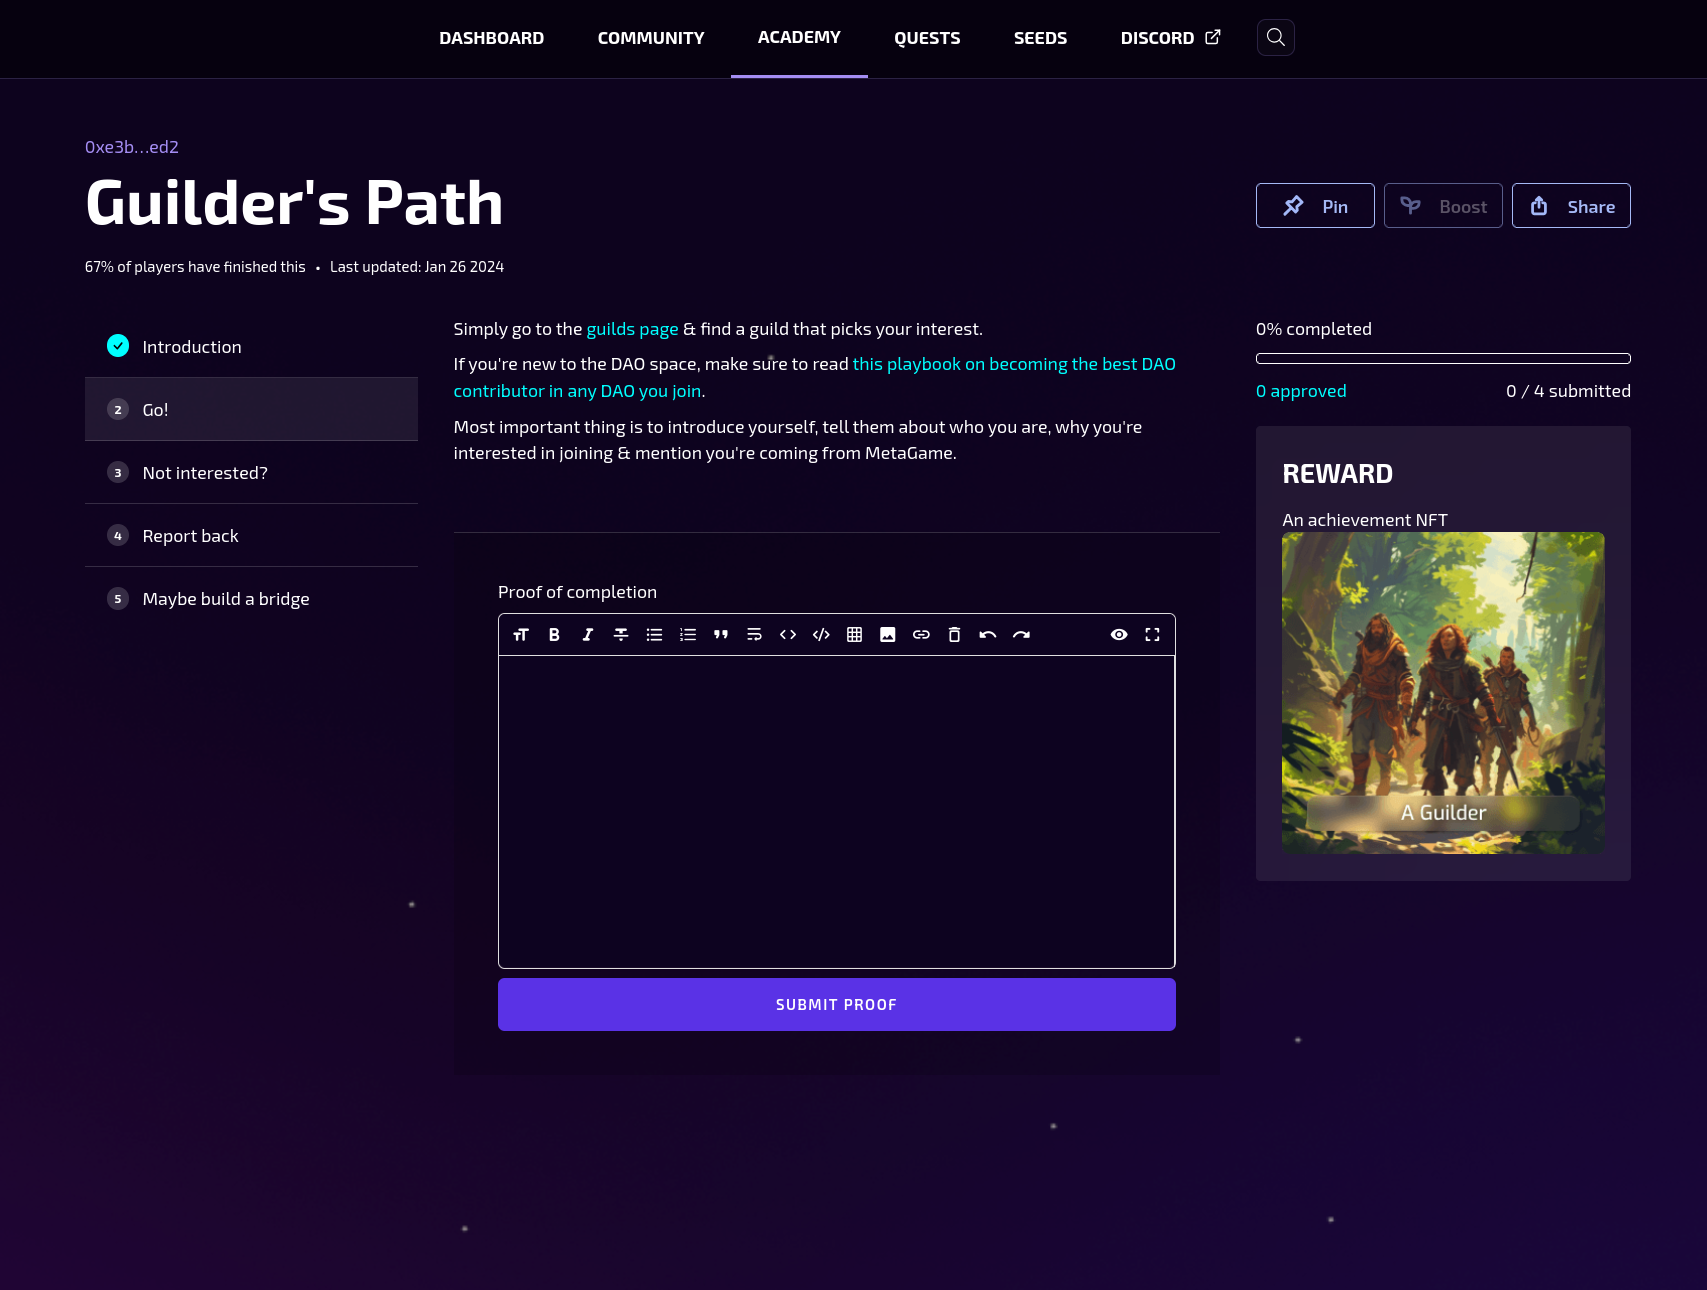 DASHBOARD
COMMUNITY
ACADEMY
QUESTS
SEEDS
DISCORD
0xe3b...ed2
Guilder's Path
67% of players have finished this • Last updated: Jan 26 2024
Pin
Boost
Share
Introduction
2 Go!
3 Not interested?
4 Report back
5 Maybe build a bridge
Simply go to the guilds page & find a guild that picks your interest.
If you're new to the DAO space, make sure to read this playbook on becoming the best DAO
contributor in any DAO you join.
Most important thing is to introduce yourself, tell them about who you are, why you're
interested in joining & mention you're coming from MetaGame.
Proof of completion
SUBMIT PROOF
0% completed
0 approved
0 / 4 submitted
REWARD
An achievement NFT
A Guilder